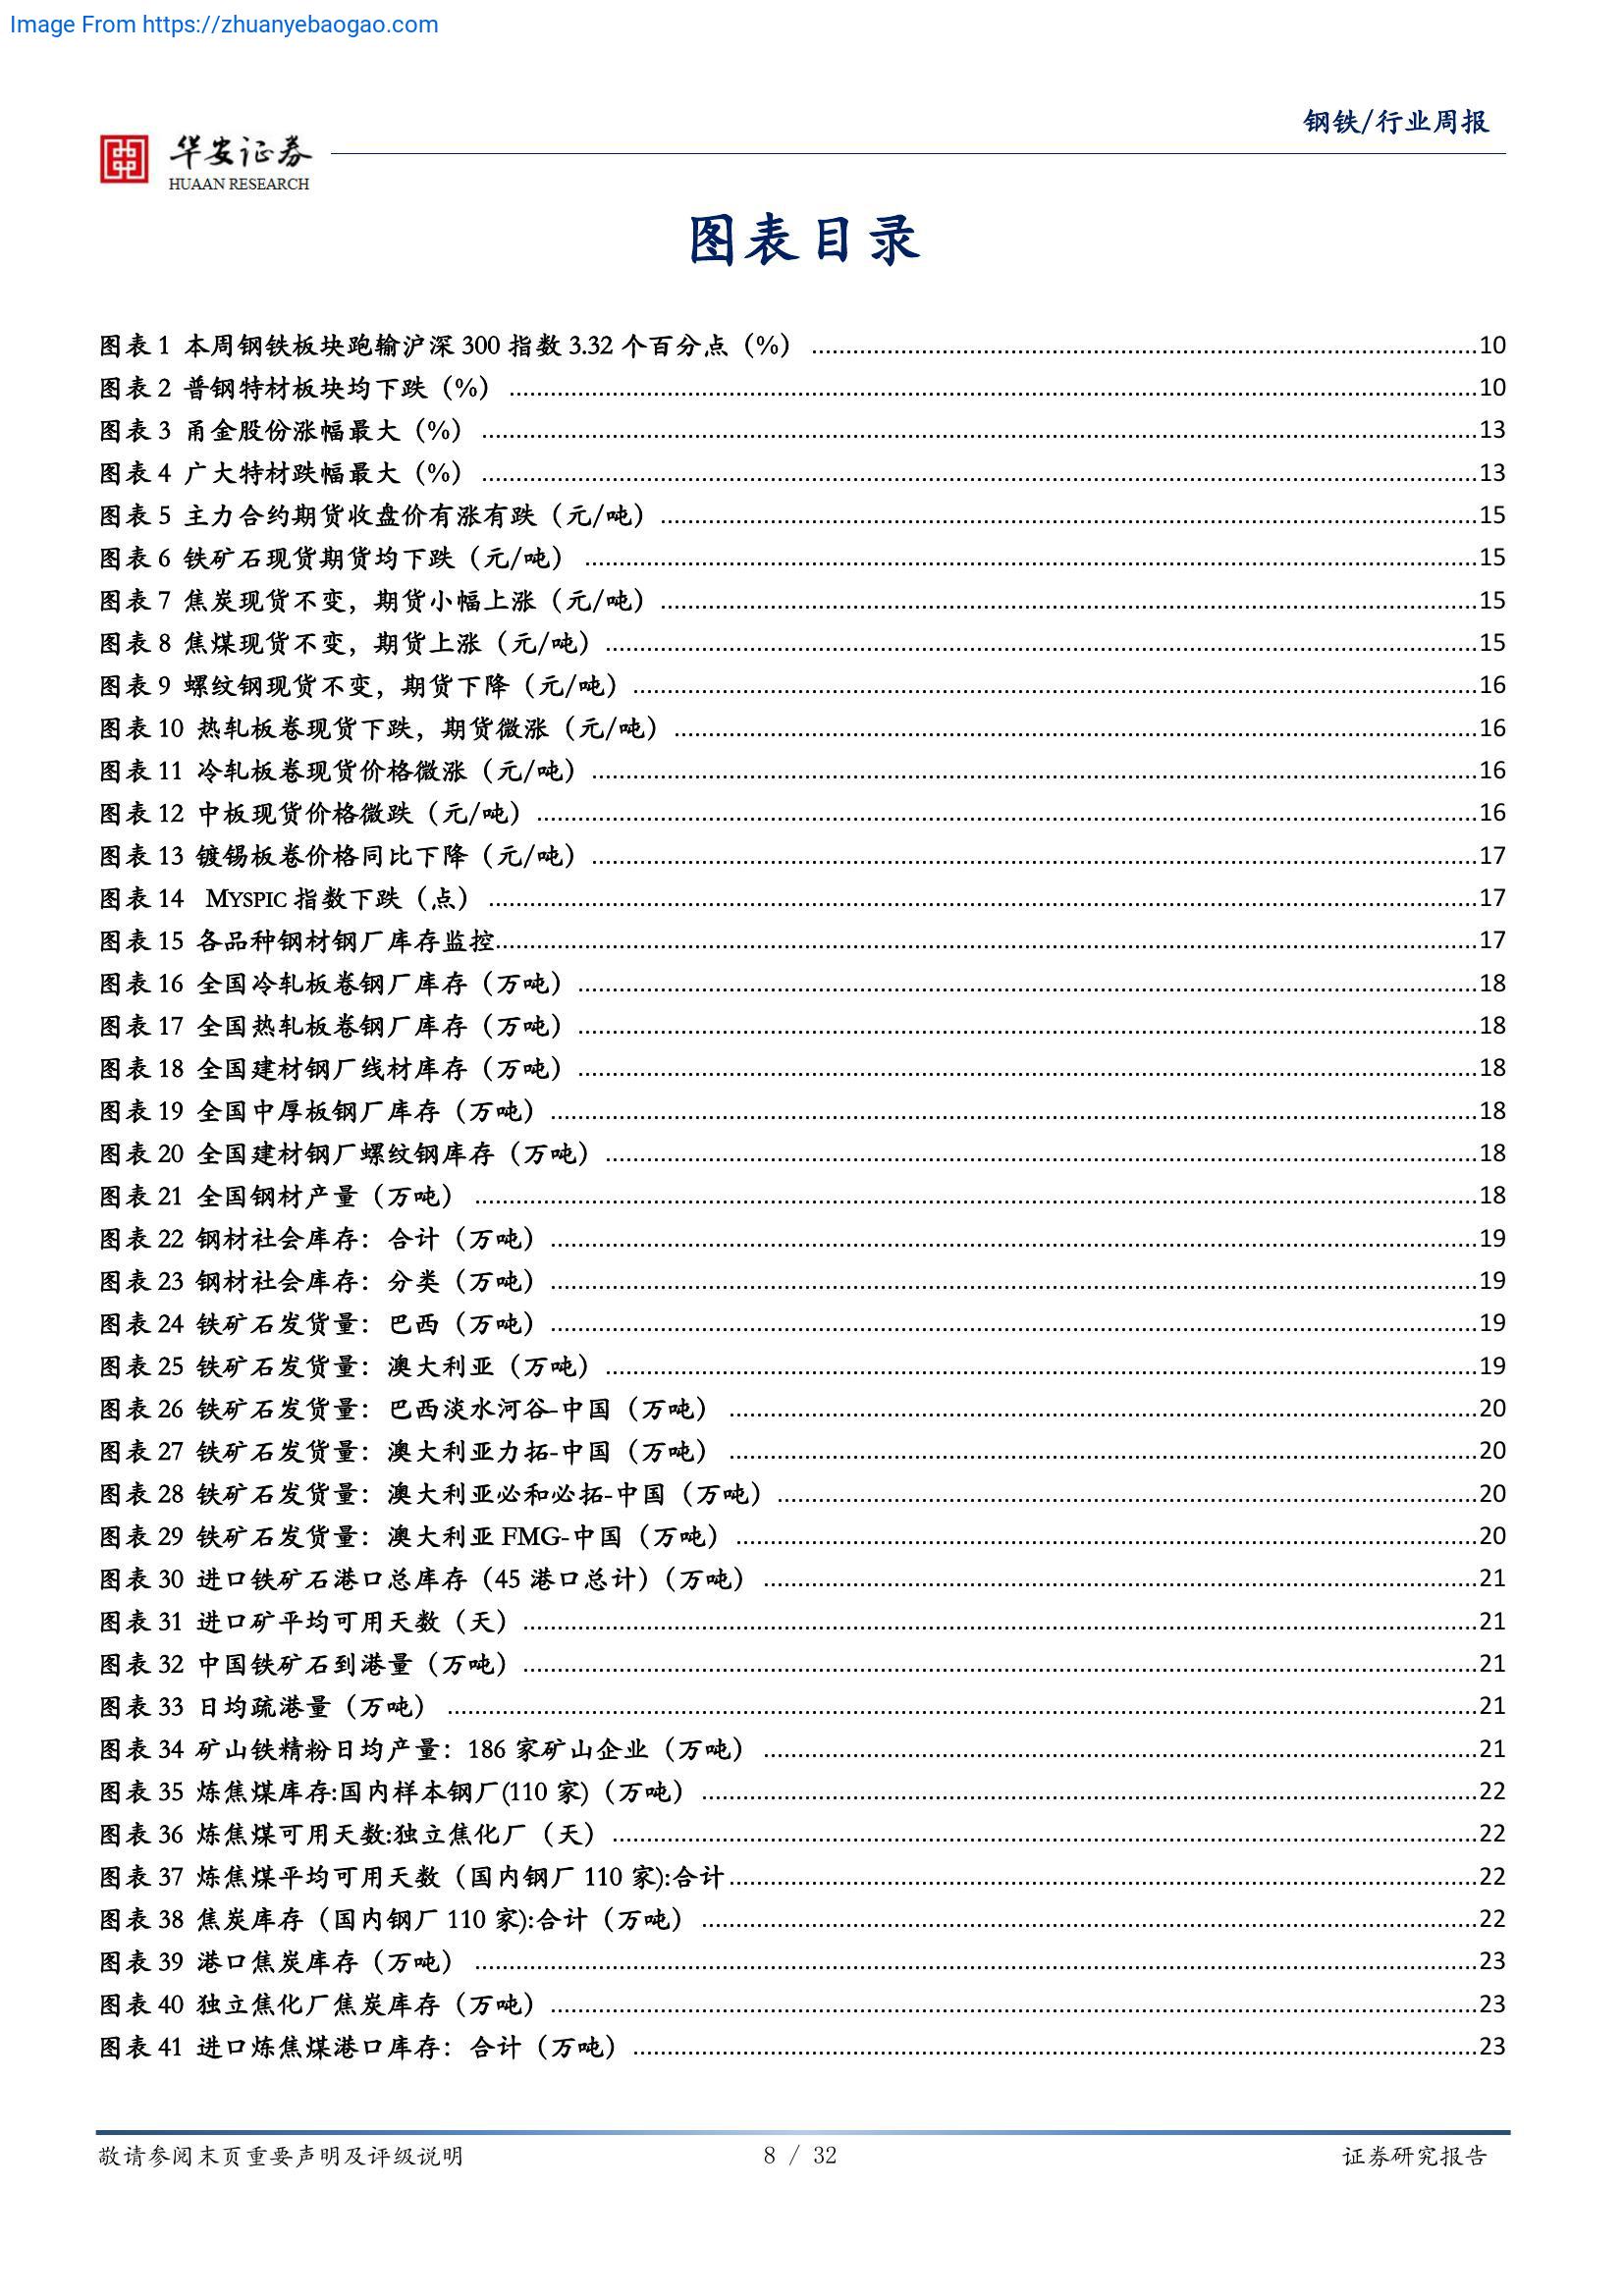 Image From https://zhuanyebaogao.com
钢铁/行业周报
华安证券
HUAAN RESEARCH
图表目录
图表 1 本周钢铁板块跑输沪深 300 指数 3.32 个百分点（%）..........10
图表 2 普钢特材板块均下跌（%）..........10
图表 3 甬金股份涨幅最大（%）..........13
图表 4 广大特材跌幅最大（%）..........13
图表 5 主力合约期货收盘价有涨有跌（元/吨）..........15
图表 6 铁矿石现货期货均下跌（元/吨）..........15
图表 7 焦炭现货不变，期货小幅上涨（元/吨）..........15
图表 8 焦煤现货不变，期货上涨（元/吨）..........15
图表 9 螺纹钢现货不变，期货下降（元/吨）..........16
图表 10 热轧板卷现货下跌，期货微涨（元/吨）..........16
图表 11 冷轧板卷现货价格微涨（元/吨）..........16
图表 12 中板现货价格微跌（元/吨）..........16
图表 13 镀锡板卷价格同比下降（元/吨）..........17
图表 14 MYSPIC 指数下跌（点）..........17
图表 15 各品种钢材钢厂库存监控..........17
图表 16 全国冷轧板卷钢厂库存（万吨）..........18
图表 17 全国热轧板卷钢厂库存（万吨）..........18
图表 18 全国建材钢厂线材库存（万吨）..........18
图表 19 全国中厚板钢厂库存（万吨）..........18
图表 20 全国建材钢厂螺纹钢库存（万吨）..........18
图表 21 全国钢材产量（万吨）..........18
图表 22 钢材社会库存：合计（万吨）..........19
图表 23 钢材社会库存：分类（万吨）..........19
图表 24 铁矿石发货量：巴西（万吨）..........19
图表 25 铁矿石发货量：澳大利亚（万吨）..........19
图表 26 铁矿石发货量：巴西淡水河谷-中国（万吨）..........20
图表 27 铁矿石发货量：澳大利亚力拓-中国（万吨）..........20
图表 28 铁矿石发货量：澳大利亚必和必拓-中国（万吨）..........20
图表 29 铁矿石发货量：澳大利亚 FMG-中国（万吨）..........20
图表 30 进口铁矿石港口总库存（45 港口总计）（万吨）..........21
图表 31 进口矿平均可用天数（天）..........21
图表 32 中国铁矿石到港量（万吨）..........21
图表 33 日均疏港量（万吨）..........21
图表 34 矿山铁精粉日均产量：186 家矿山企业（万吨）..........21
图表 35 炼焦煤库存:国内样本钢厂(110 家)（万吨）..........22
图表 36 炼焦煤可用天数:独立焦化厂（天）..........22
图表 37 炼焦煤平均可用天数（国内钢厂 110 家):合计..........22
图表 38 焦炭库存（国内钢厂 110 家):合计（万吨）..........22
图表 39 港口焦炭库存（万吨）..........23
图表 40 独立焦化厂焦炭库存（万吨）..........23
图表 41 进口炼焦煤港口库存：合计（万吨）..........23
敬请参阅末页重要声明及评级说明
8 / 32
证券研究报告